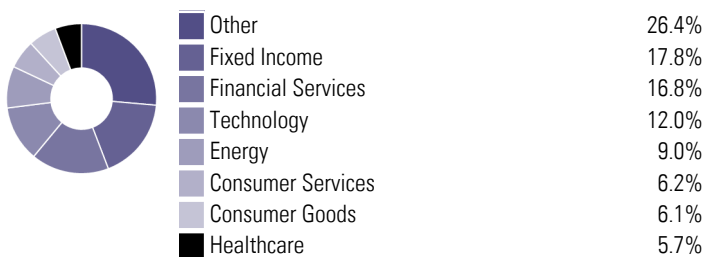 Other 26.4%
Fixed Income 17.8%
Financial Services 16.8%
Technology 12.0%
Energy 9.0%
Consumer Services 6.2%
Consumer Goods 6.1%
Healthcare 5.7%